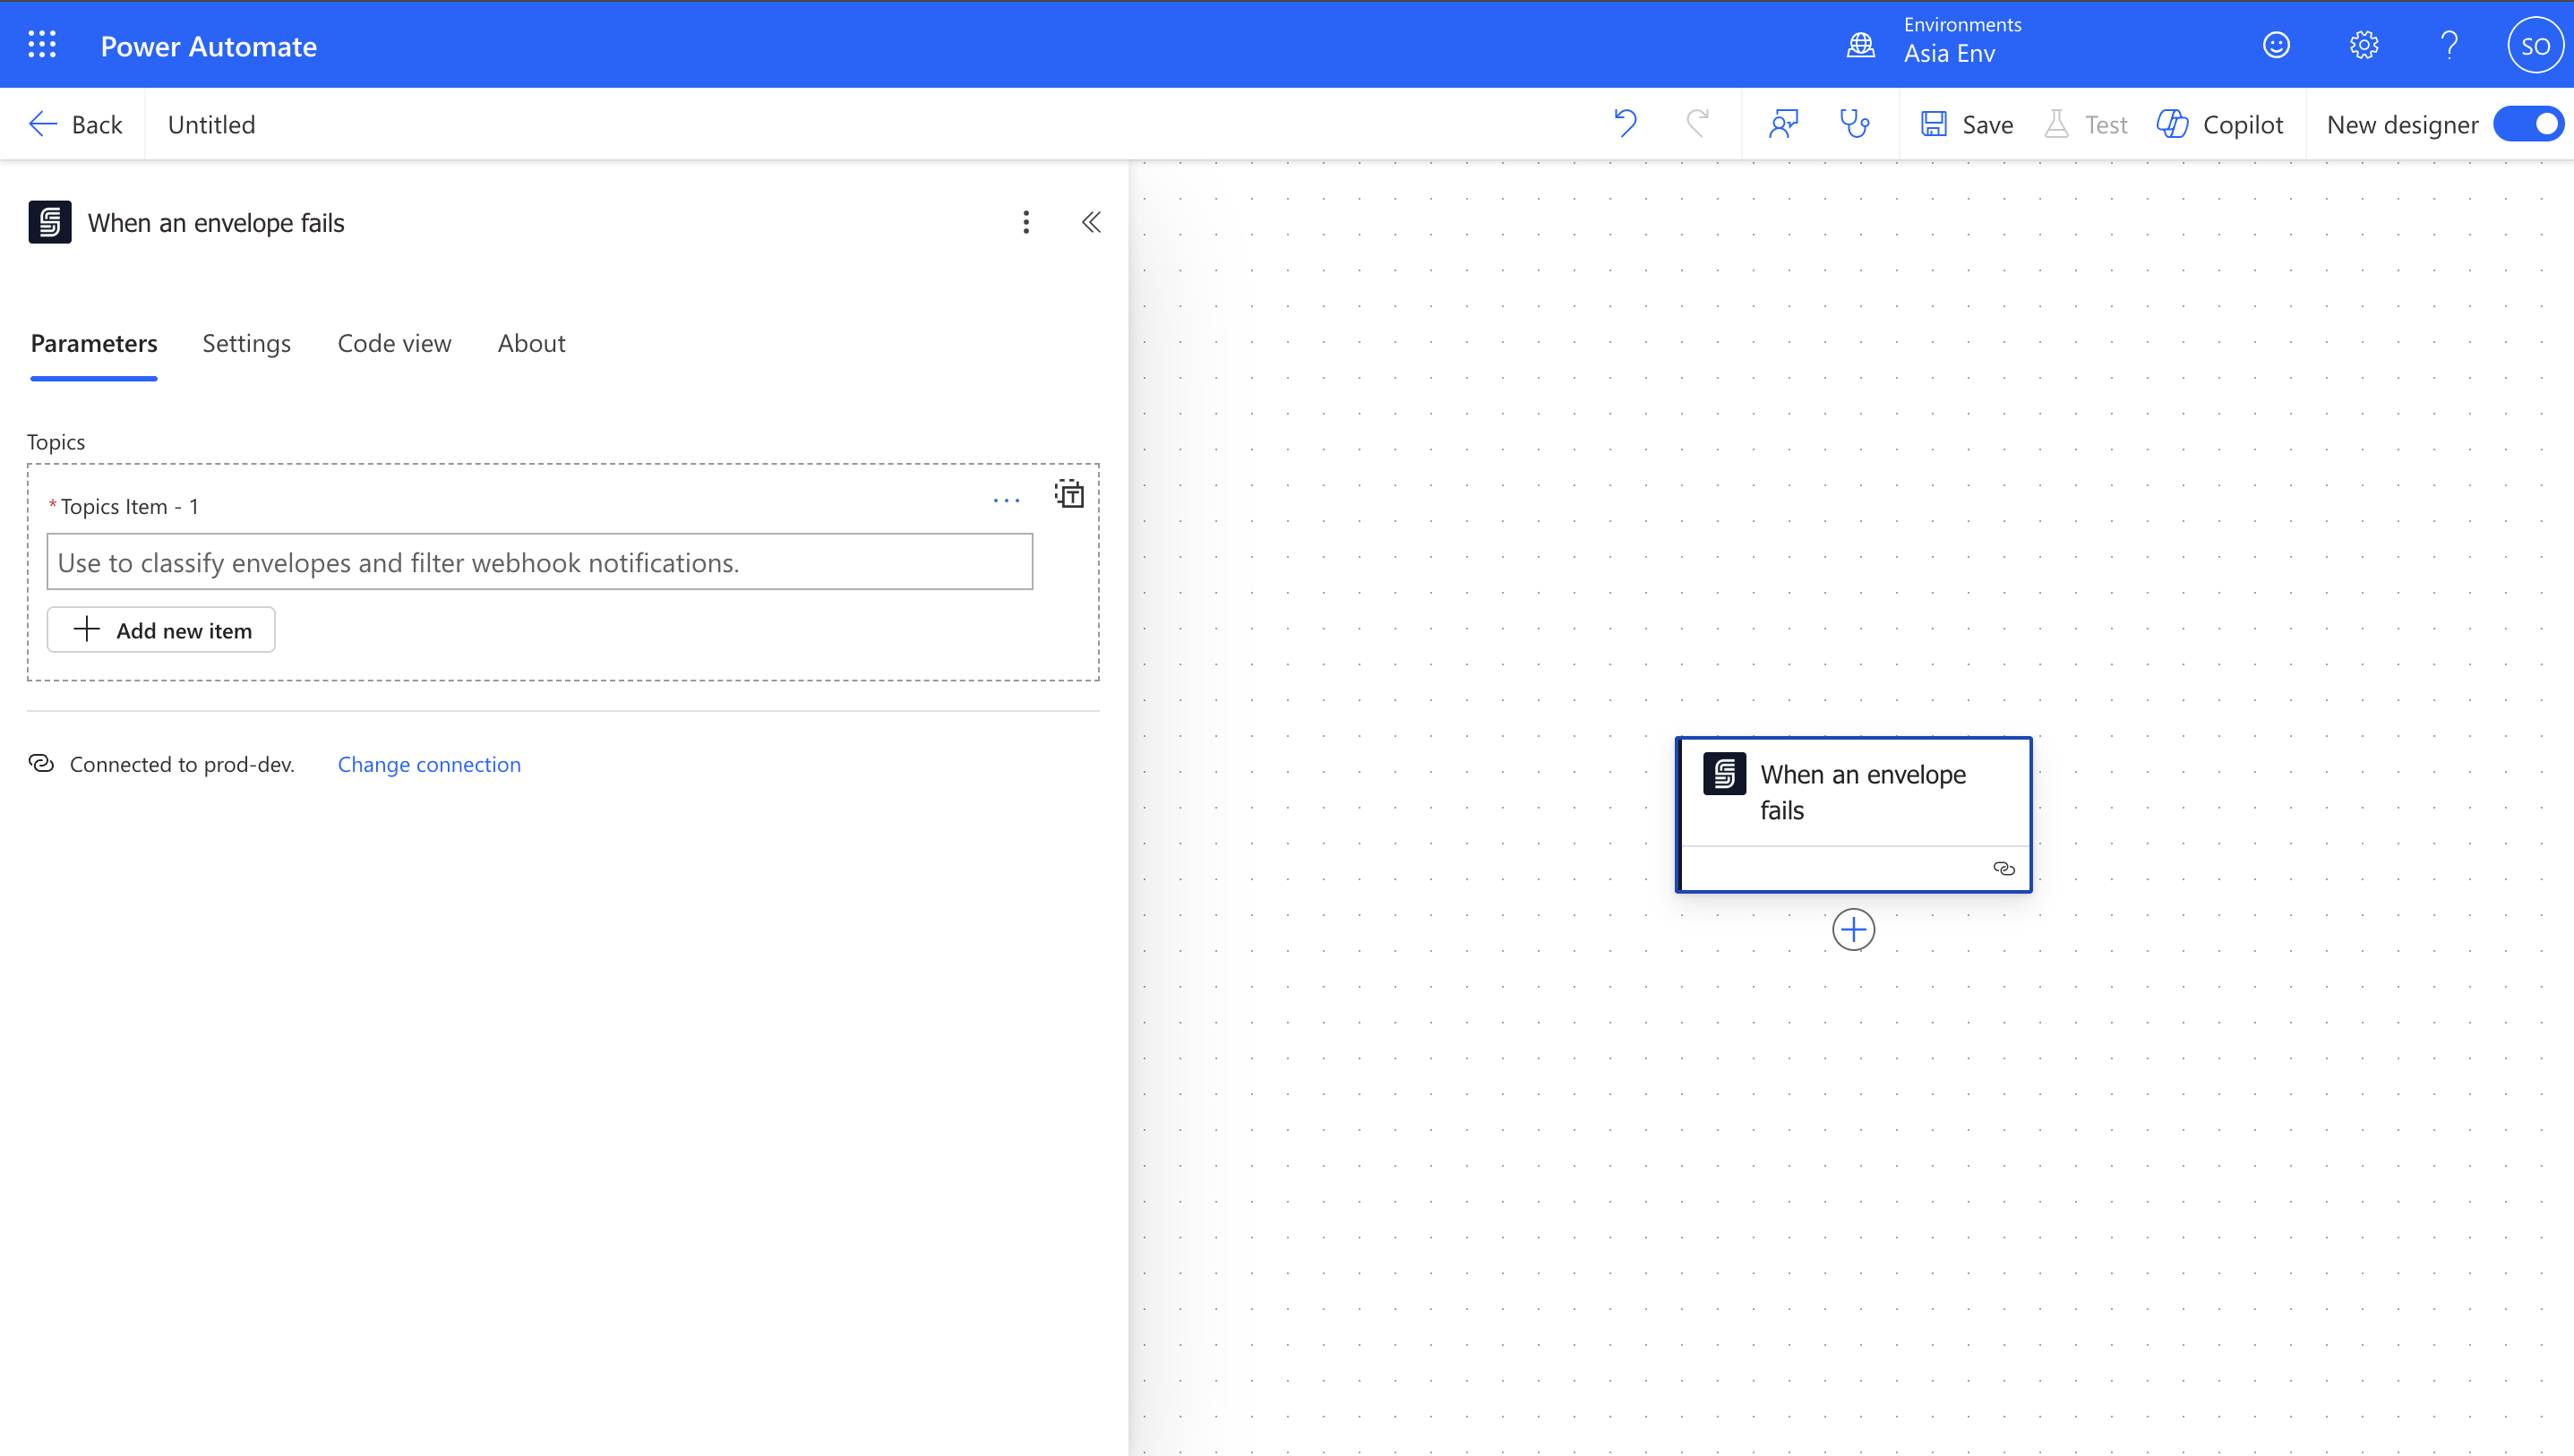 Power Automate
Environments
Asia Env
SO
Back
Untitled
Save
Test
Copilot
New designer
When an envelope fails
Parameters
Settings
Code view
About
Topics
* Topics Item - 1
Use to classify envelopes and filter webhook notifications.
Add new item
Connected to prod-dev.
Change connection
When an envelope
fails